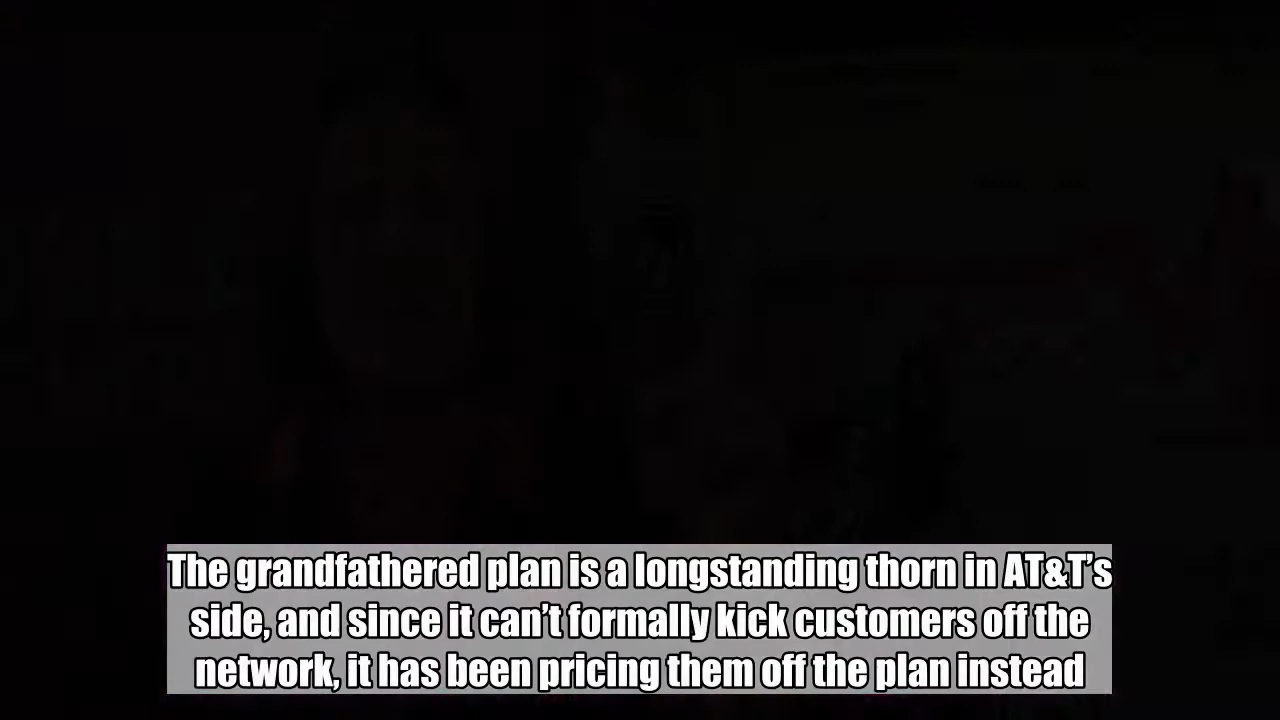 The grandfathered plan is a longstanding thorn in AT&T’s
side, and since it can’t formally kick customers off the
network, it has been pricing them off the plan instead